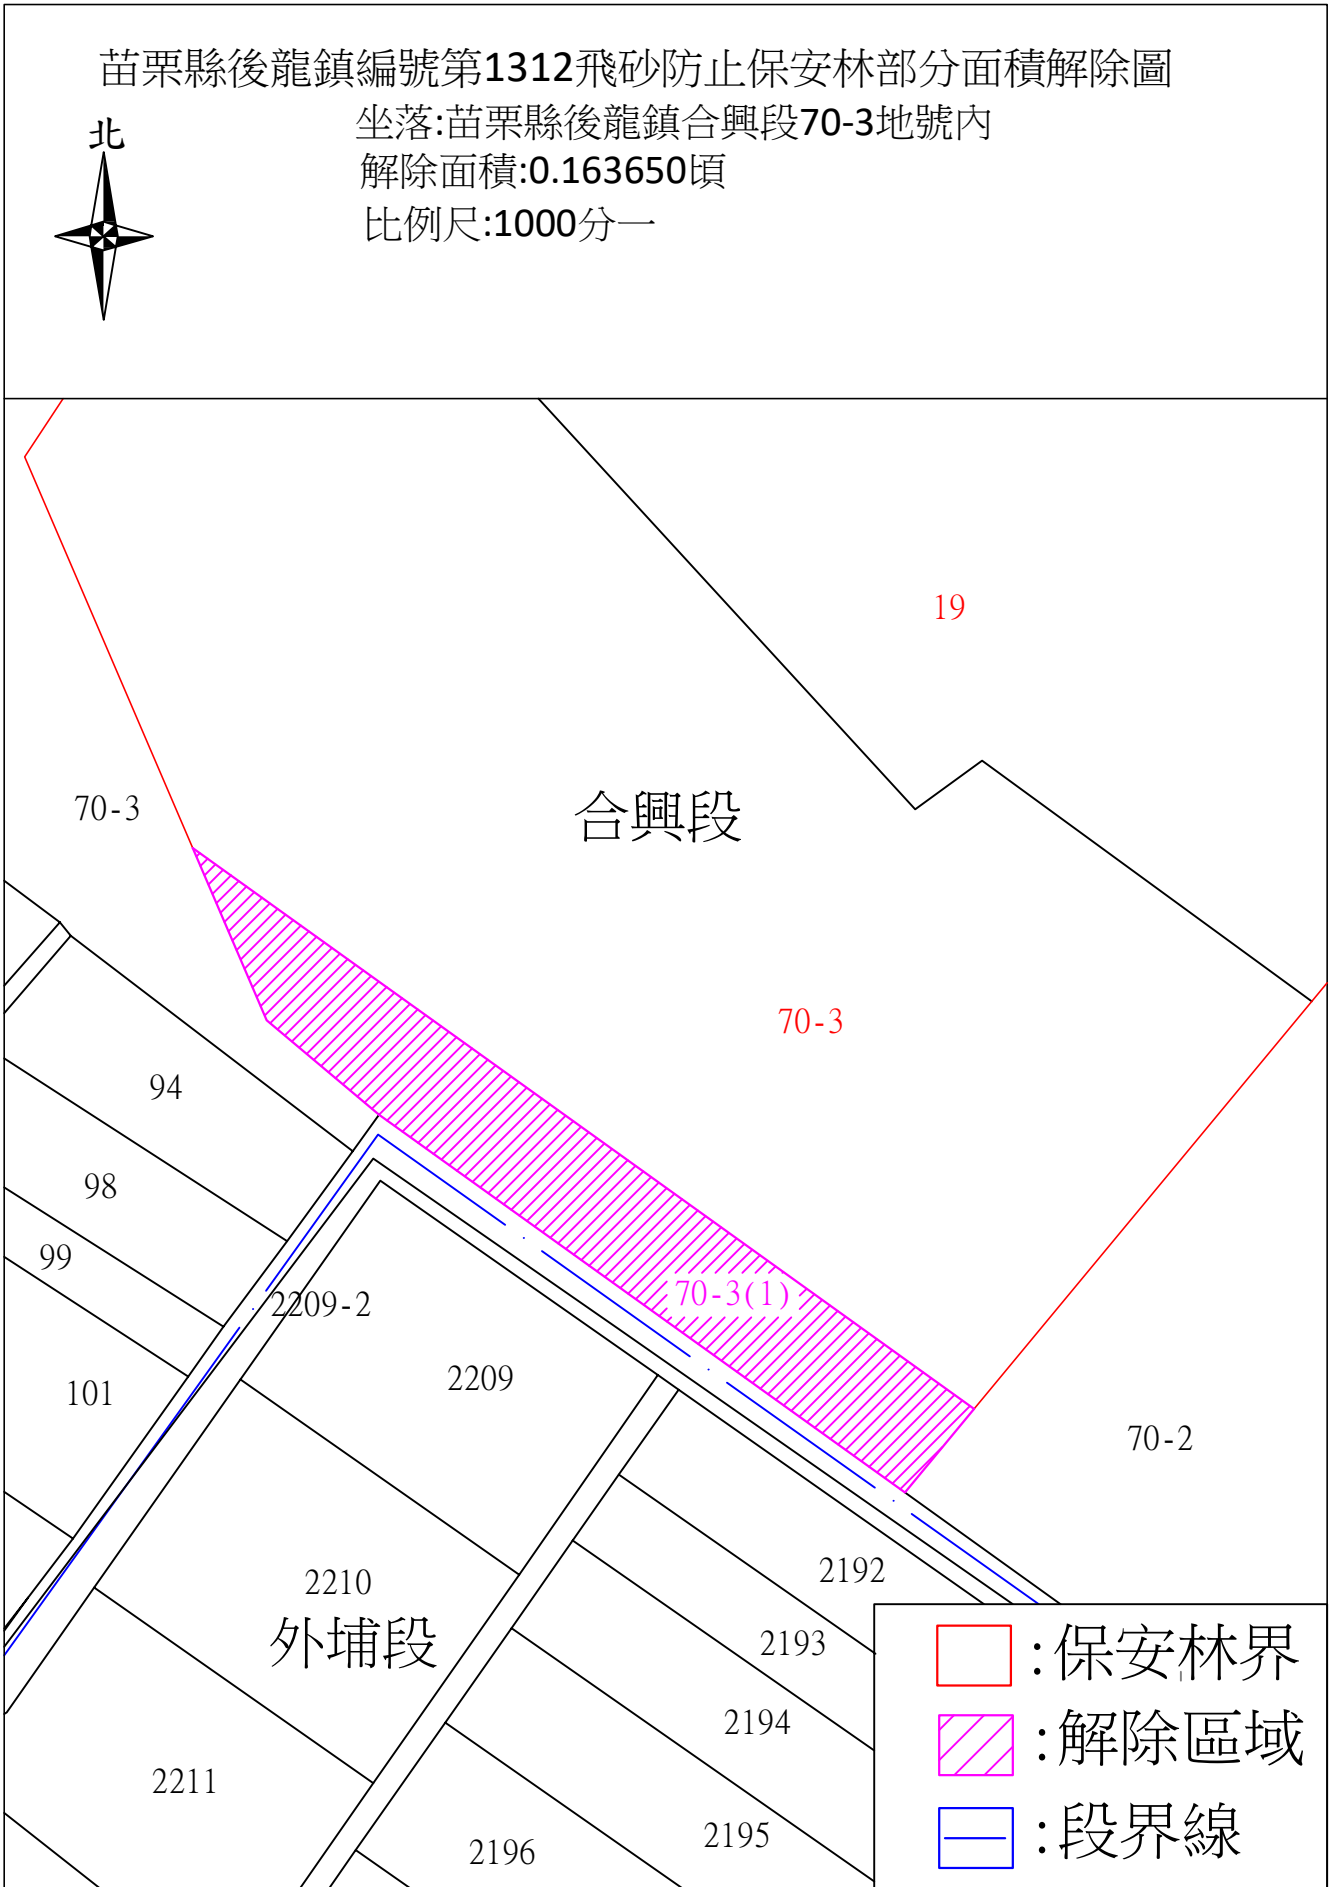 苗栗縣後龍鎮編號第1312飛砂防止保安林部分面積解除圖
坐落:苗栗縣後龍鎮合興段70-3地號內
解除面積:0.163650頃
比例尺:1000分一
北
19
70-3
合興段
70-3
94
98
99
2209-2
70-3(1)
101
2209
70-2
2210
2192
外埔段
2193
2194
2211
2195
2196
:保安林界
:解除區域
:段界線